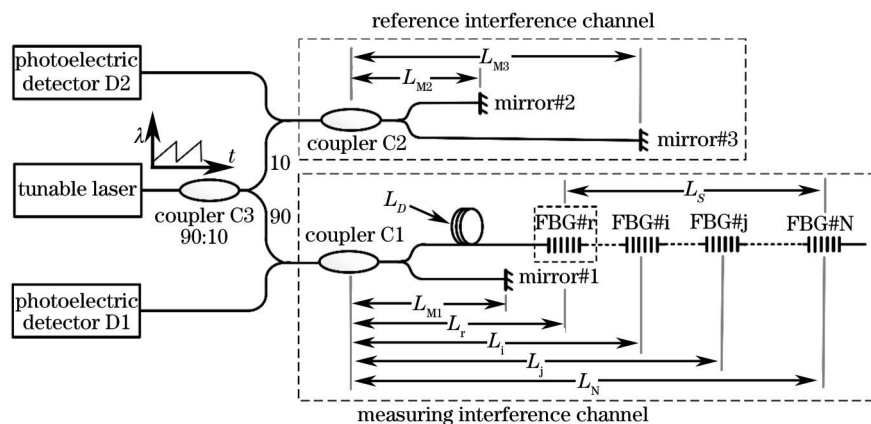 reference interference channel
photoelectric
detector D2
L_M3
L_M2
mirror#2
coupler C2
mirror#3
λ
t
10
tunable laser
coupler C3
90:10
90
coupler C1
L_D
L_S
FBG#r
FBG#i
FBG#j
FBG#N
mirror#1
photoelectric
detector D1
L_M1
L_r
L_i
L_j
L_N
measuring interference channel